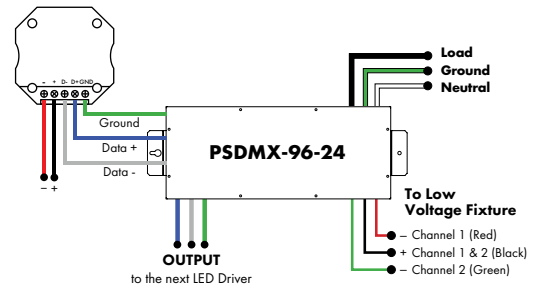 - + D- D+ GND
Ground
Data +
Data -
– +
PSDMX-96-24
Load
Ground
Neutral
To Low
Voltage Fixture
– Channel 1 (Red)
+ Channel 1 & 2 (Black)
– Channel 2 (Green)
OUTPUT
to the next LED Driver